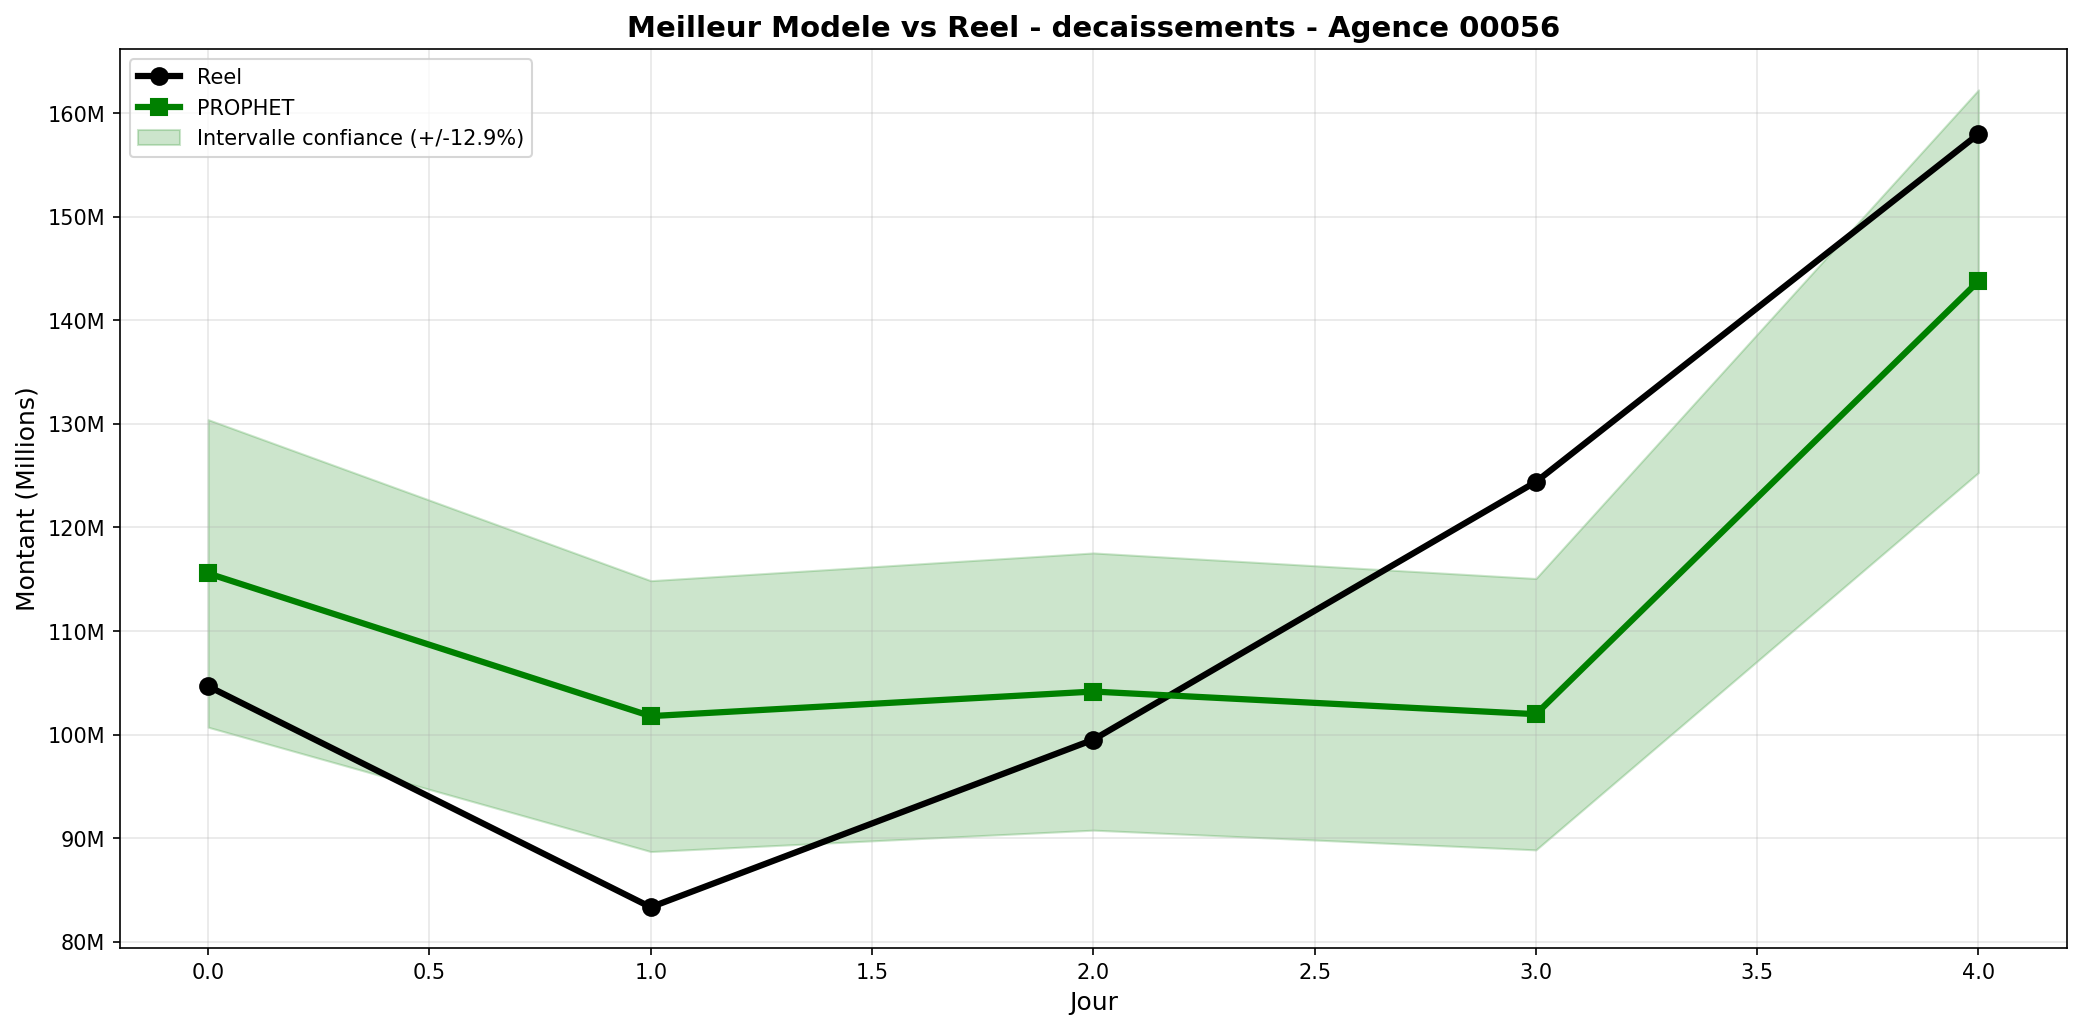 Meilleur Modele vs Reel - decaissements - Agence 00056
Reel
PROPHET
Intervalle confiance (+/-12.9%)
Montant (Millions)
160M
150M
140M
130M
120M
110M
100M
90M
80M
0.0 0.5 1.0 1.5 2.0 2.5 3.0 3.5 4.0
Jour